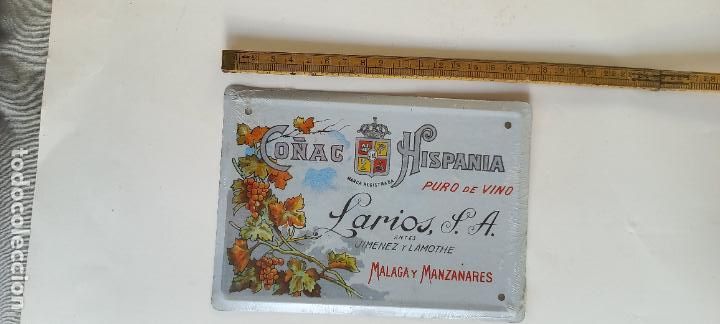 COÑAC HISPANIA
MARCA REGISTRADA
PURO DE VINO
Larios, S. A.
ANTES
JIMENEZ Y LAMOTHE
MALAGA Y MANZANARES
todocoleccion